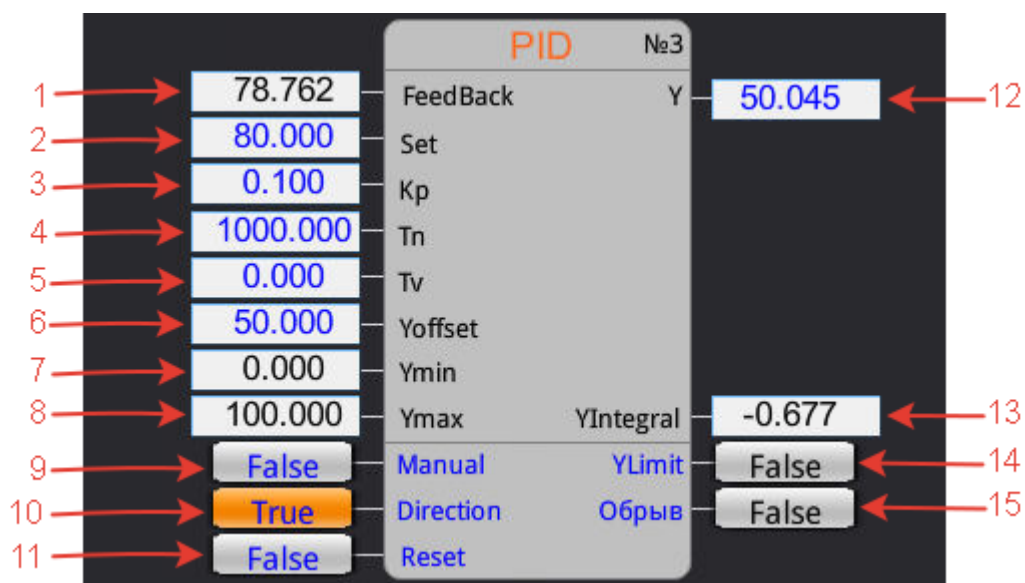 PID №3
1 78.762 FeedBack Y 50.045 12
2 80.000 Set
3 0.100 Kp
4 1000.000 Tn
5 0.000 Tv
6 50.000 Yoffset
7 0.000 Ymin
8 100.000 Ymax YIntegral -0.677 13
9 False Manual YLimit False 14
10 True Direction Обрыв False 15
11 False Reset